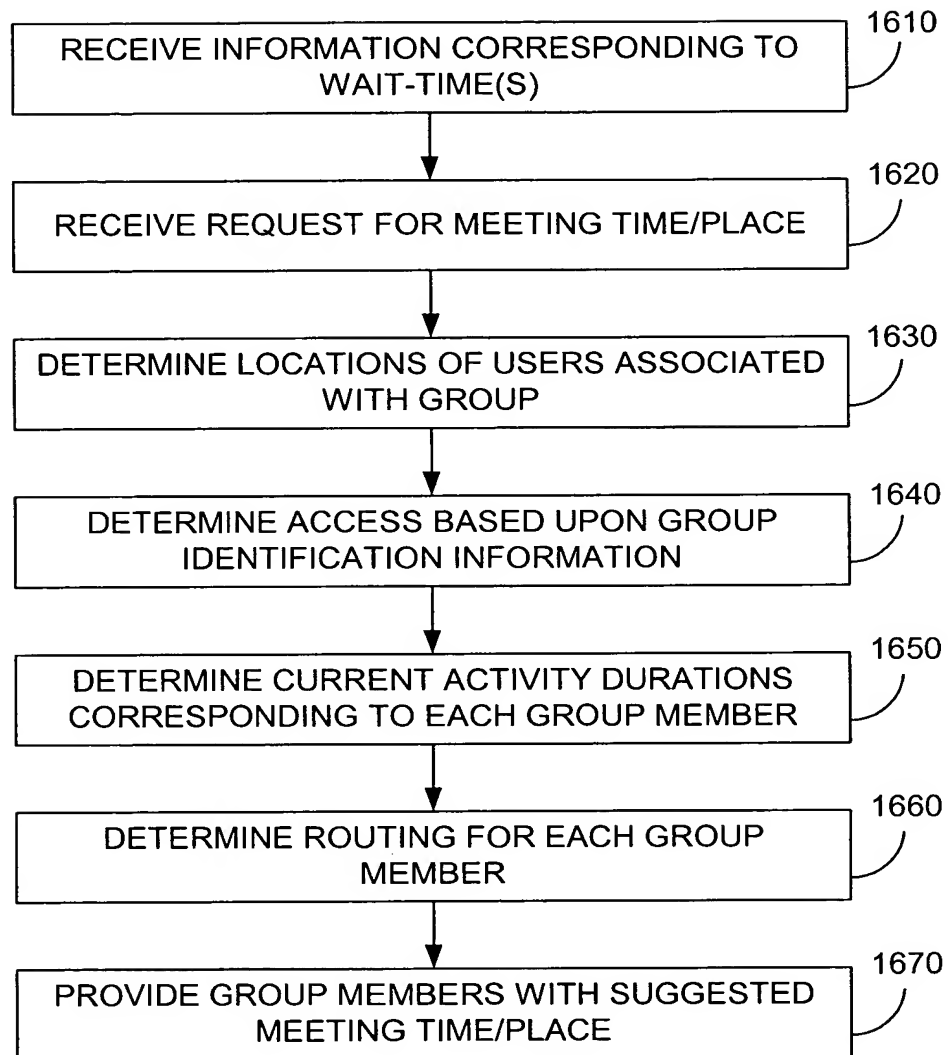 1610
RECEIVE INFORMATION CORRESPONDING TO
WAIT-TIME(S)
1620
RECEIVE REQUEST FOR MEETING TIME/PLACE
1630
DETERMINE LOCATIONS OF USERS ASSOCIATED
WITH GROUP
1640
DETERMINE ACCESS BASED UPON GROUP
IDENTIFICATION INFORMATION
1650
DETERMINE CURRENT ACTIVITY DURATIONS
CORRESPONDING TO EACH GROUP MEMBER
1660
DETERMINE ROUTING FOR EACH GROUP
MEMBER
1670
PROVIDE GROUP MEMBERS WITH SUGGESTED
MEETING TIME/PLACE